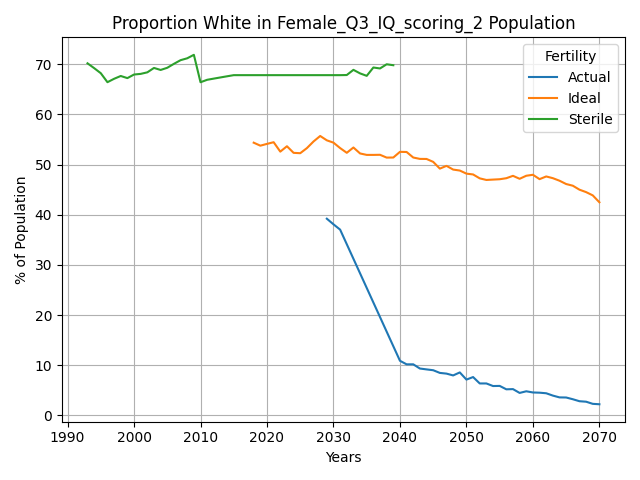 Proportion White in Female_Q3_IQ_scoring_2 Population
% of Population
70
60
50
40
30
20
10
0
Fertility
Actual
Ideal
Sterile
1990 2000 2010 2020 2030 2040 2050 2060 2070
Years